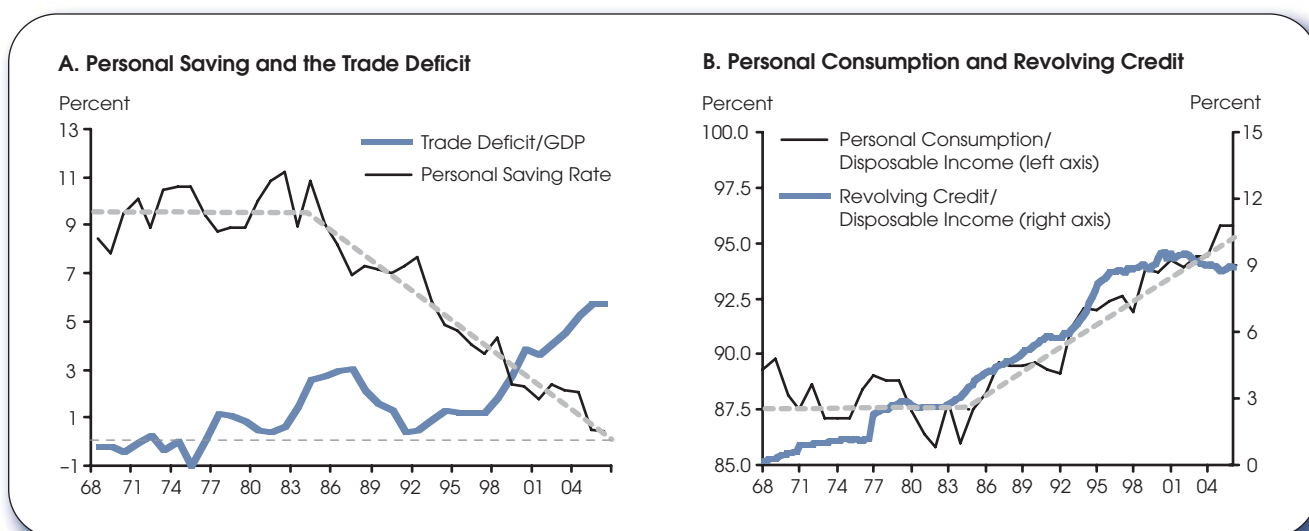 A. Personal Saving and the Trade Deficit
Percent
13
11
9
7
5
3
1
–1
68 71 74 77 80 83 86 89 92 95 98 01 04
Trade Deficit/GDP
Personal Saving Rate
B. Personal Consumption and Revolving Credit
Percent
Percent
100.0
97.5
95.0
92.5
90.0
87.5
85.0
15
12
9
6
3
0
68 71 74 77 80 83 86 89 92 95 98 01 04
Personal Consumption/
Disposable Income (left axis)
Revolving Credit/
Disposable Income (right axis)